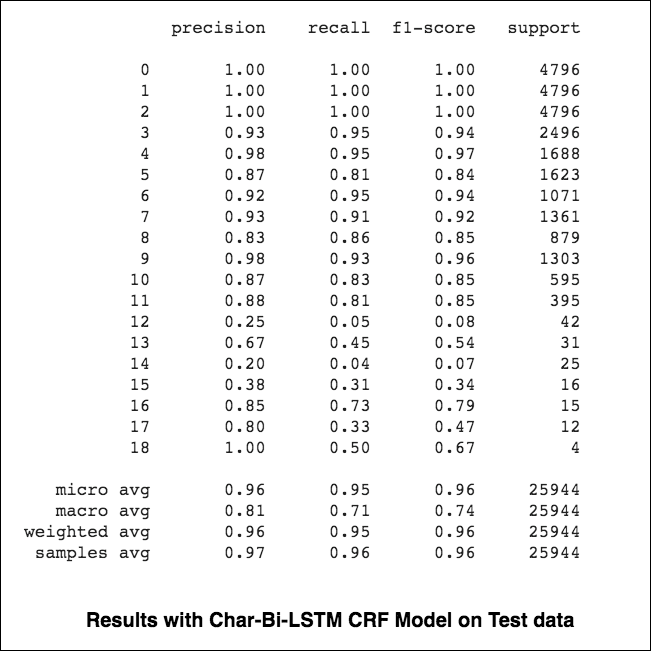 precision recall f1-score support
0 1.00 1.00 1.00 4796
1 1.00 1.00 1.00 4796
2 1.00 1.00 1.00 4796
3 0.93 0.95 0.94 2496
4 0.98 0.95 0.97 1688
5 0.87 0.81 0.84 1623
6 0.92 0.95 0.94 1071
7 0.93 0.91 0.92 1361
8 0.83 0.86 0.85 879
9 0.98 0.93 0.96 1303
10 0.87 0.83 0.85 595
11 0.88 0.81 0.85 395
12 0.25 0.05 0.08 42
13 0.67 0.45 0.54 31
14 0.20 0.04 0.07 25
15 0.38 0.31 0.34 16
16 0.85 0.73 0.79 15
17 0.80 0.33 0.47 12
18 1.00 0.50 0.67 4
micro avg 0.96 0.95 0.96 25944
macro avg 0.81 0.71 0.74 25944
weighted avg 0.96 0.95 0.96 25944
samples avg 0.97 0.96 0.96 25944
Results with Char-Bi-LSTM CRF Model on Test data